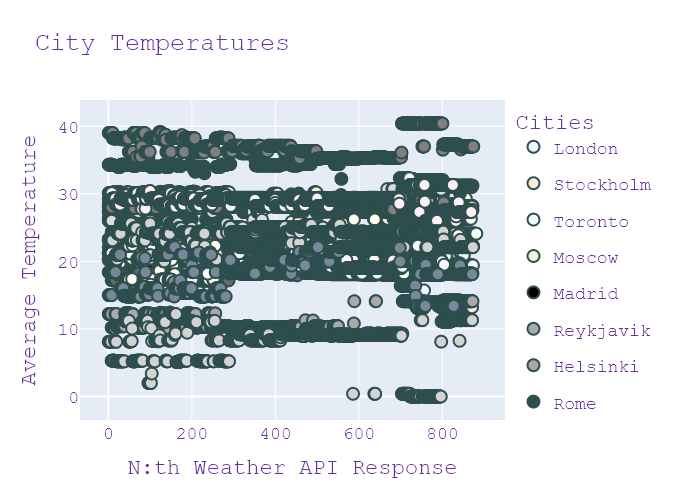 City Temperatures
Cities
London
Stockholm
Toronto
Moscow
Madrid
Reykjavik
Helsinki
Rome
Average Temperature
40
30
20
10
0
0 200 400 600 800
N:th Weather API Response